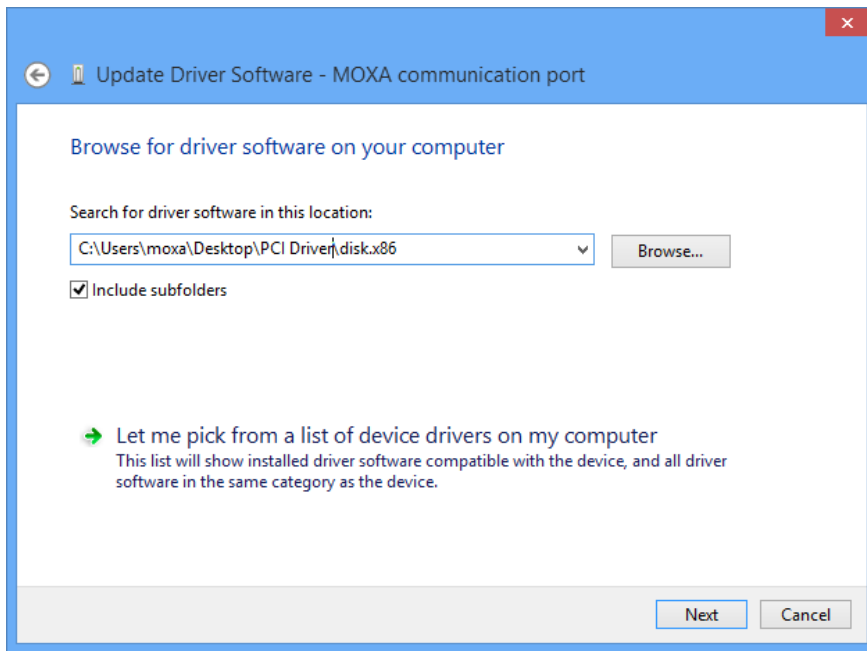 Update Driver Software - MOXA communication port
Browse for driver software on your computer
Search for driver software in this location:
C:\Users\moxa\Desktop\PCI Driver\disk.x86
Browse...
Include subfolders
Let me pick from a list of device drivers on my computer
This list will show installed driver software compatible with the device, and all driver
software in the same category as the device.
Next
Cancel